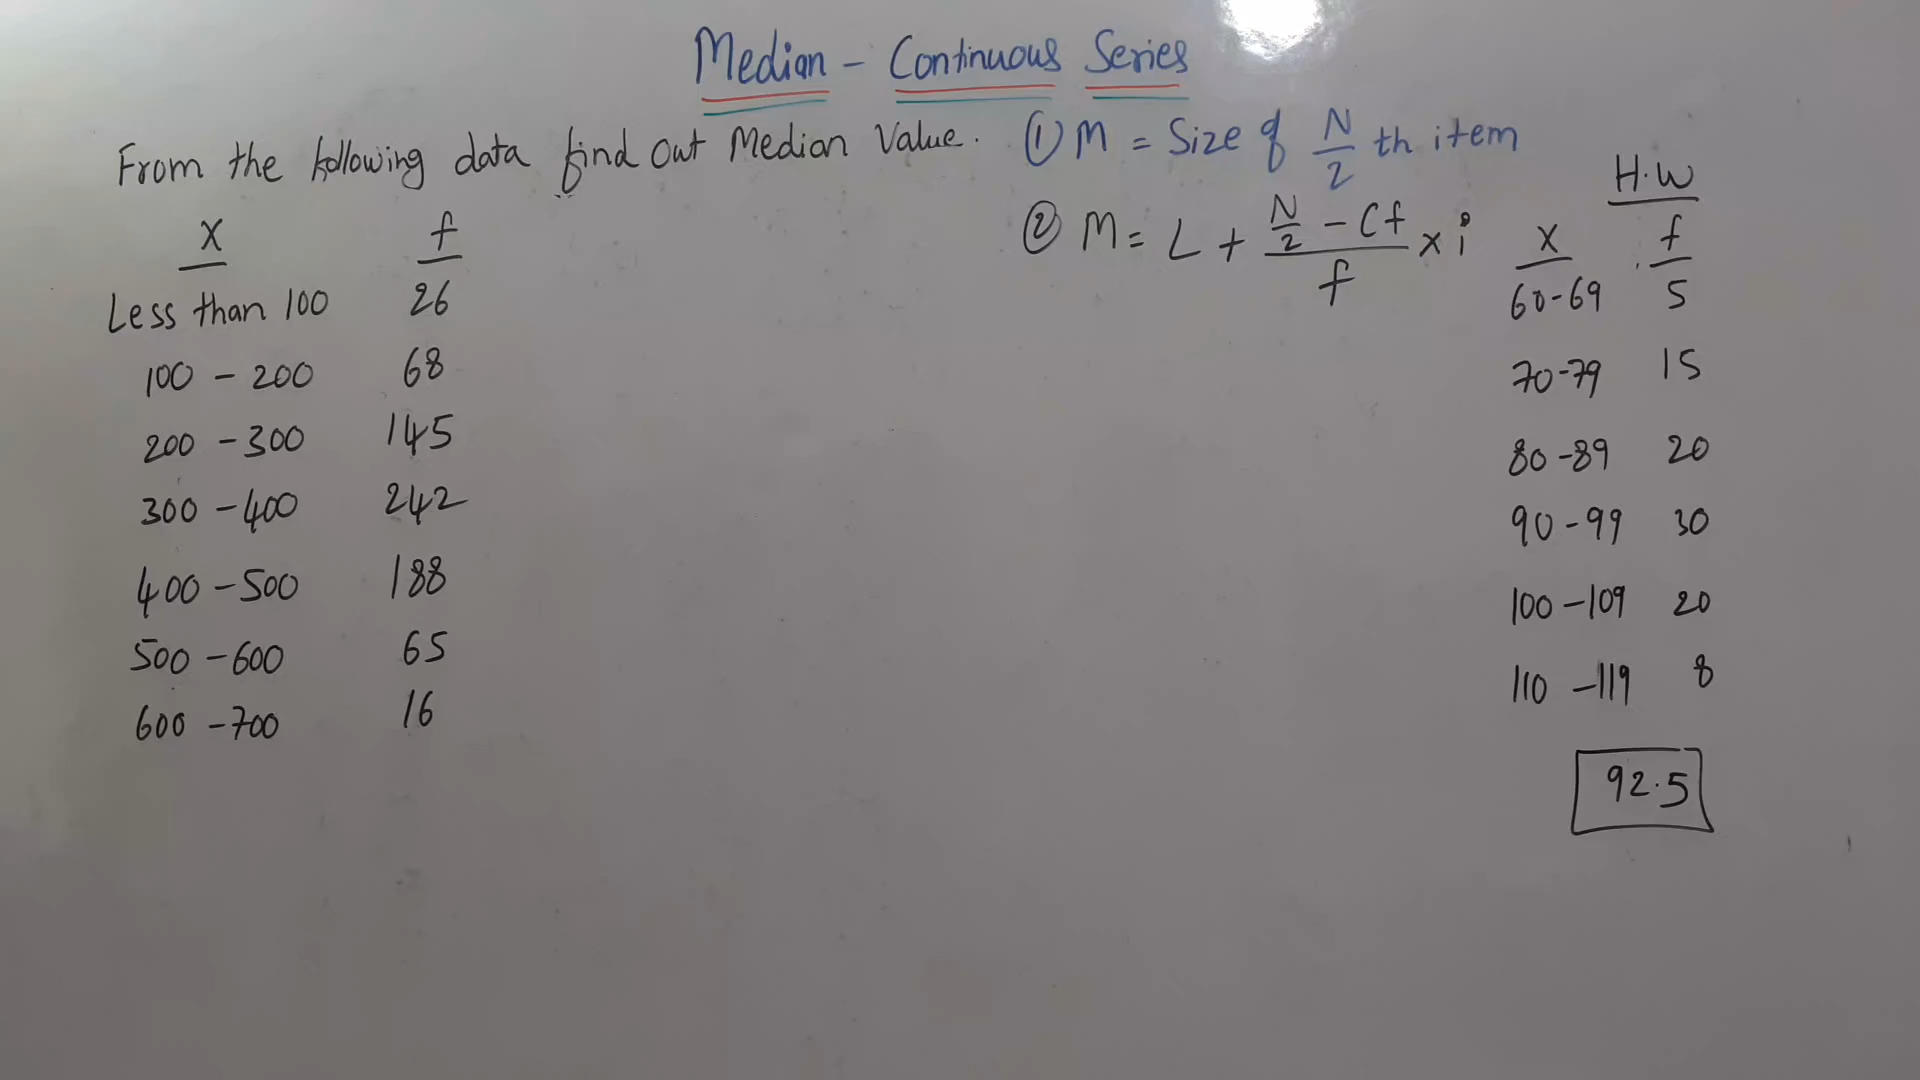 Median - Continuous Series
From the following data find out Median Value.
X f
Less than 100 26
100 - 200 68
200 - 300 145
300 - 400 242
400 - 500 188
500 - 600 65
600 - 700 16
① M = Size of N/2 th item
② M = L + (N/2 - Cf)/f x i
H.W
X f
60-69 5
70-79 15
80-89 20
90-99 30
100-109 20
110-119 8
92.5